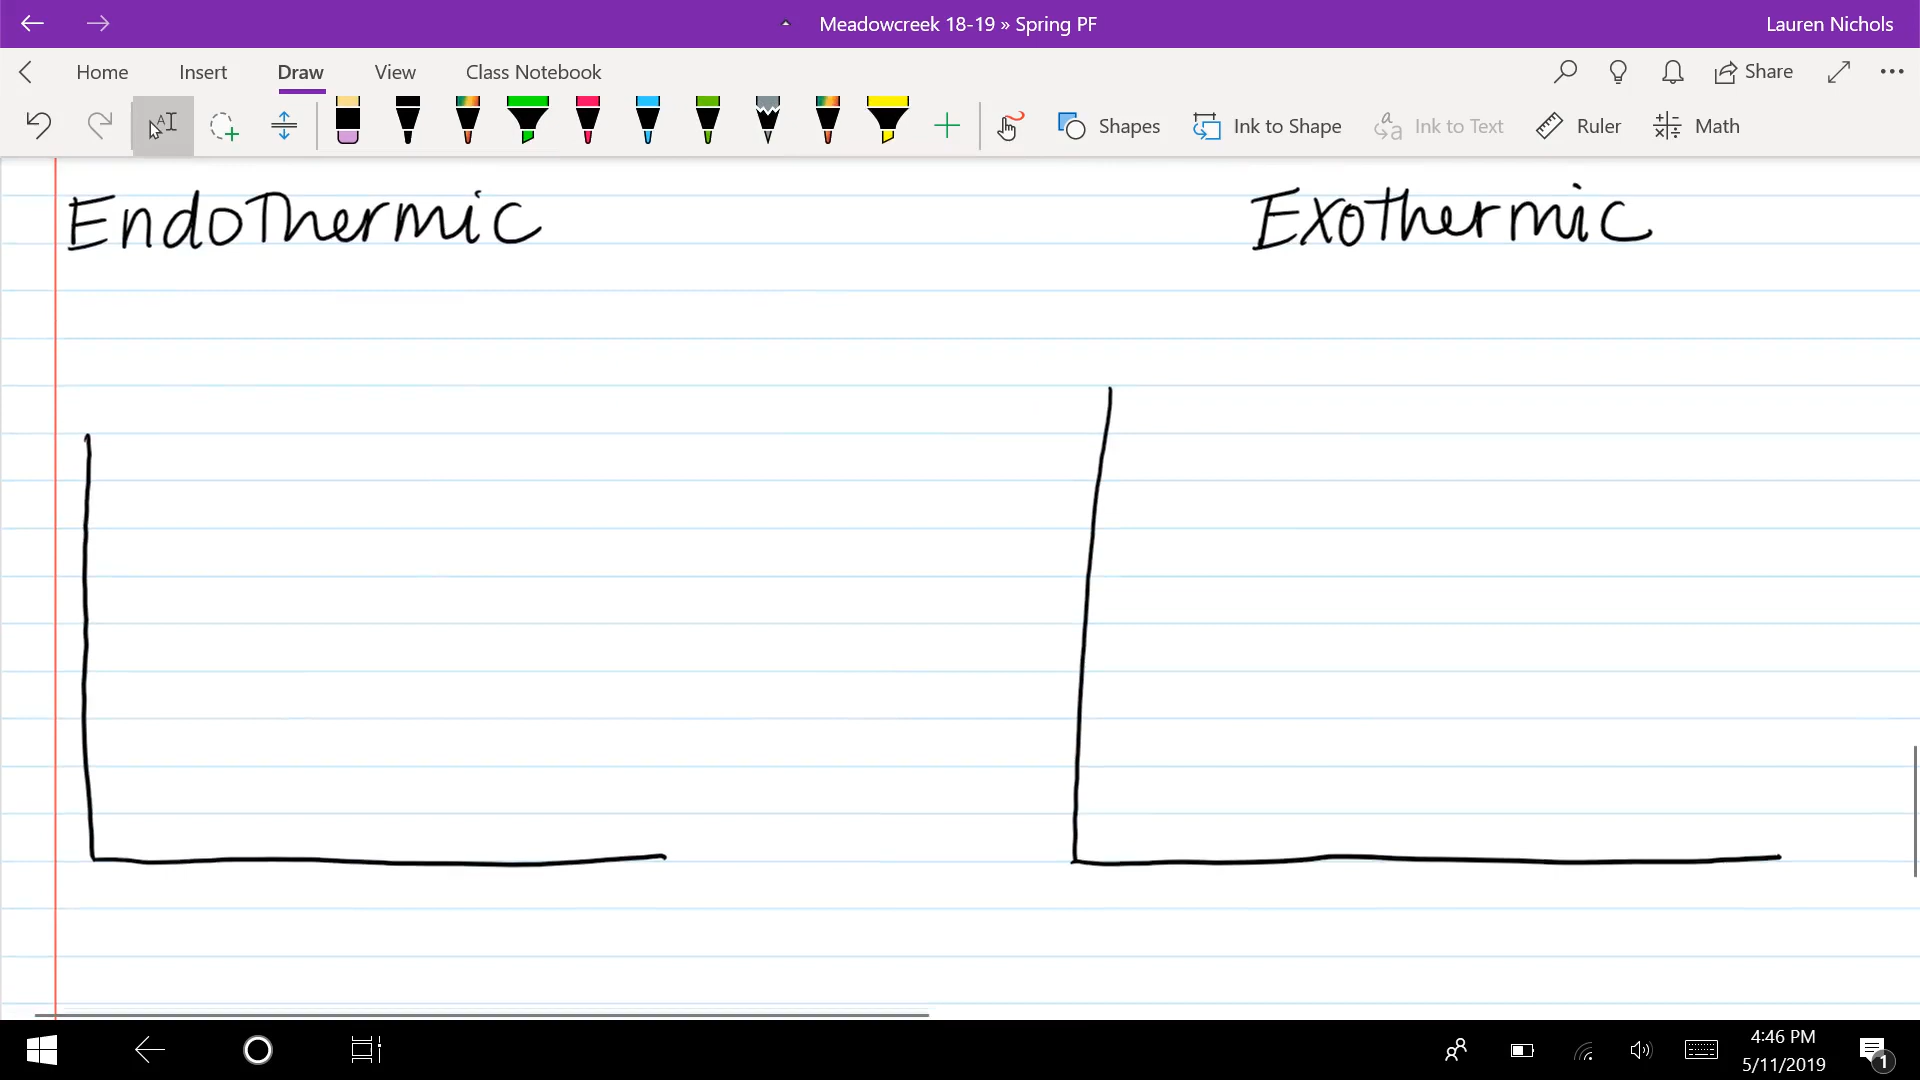 Meadowcreek 18-19 » Spring PF
Lauren Nichols
Home Insert Draw View Class Notebook Share
Shapes Ink to Shape Ink to Text Ruler Math
Endothermic
Exothermic
4:46 PM
5/11/2019
1